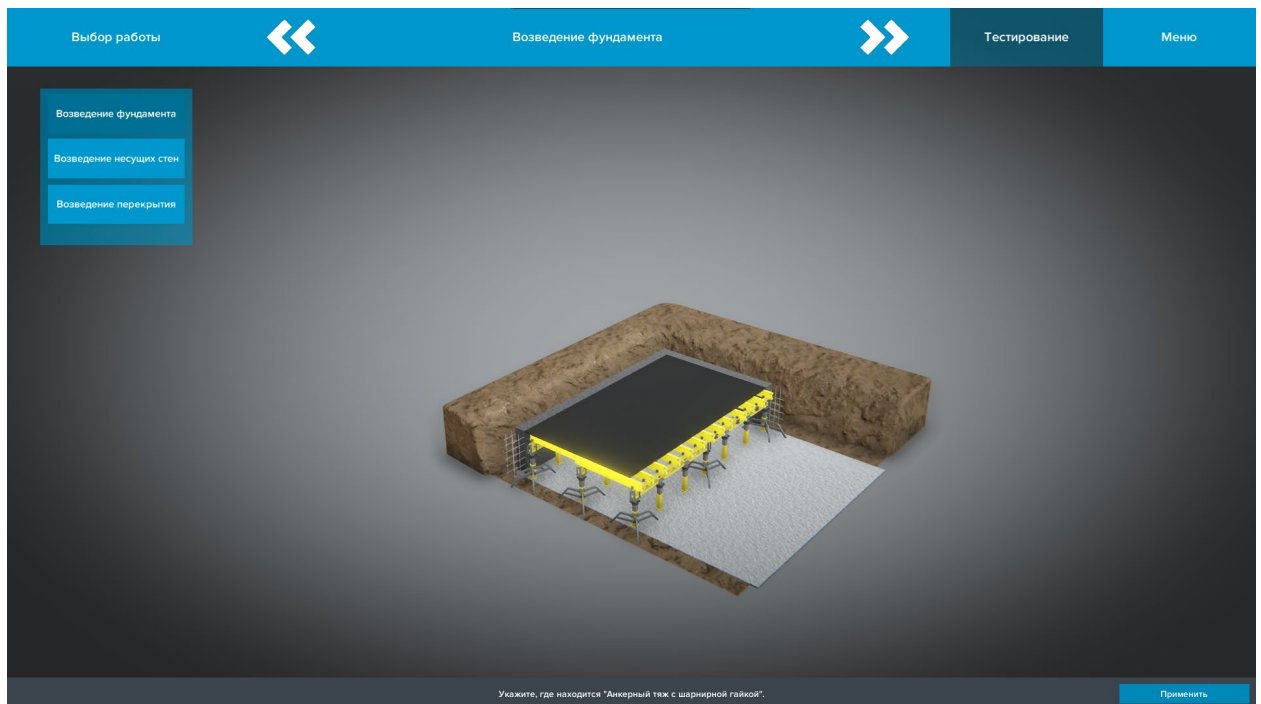 Выбор работы
Возведение фундамента
Тестирование
Меню
Возведение фундамента
Возведение несущих стен
Возведение перекрытия
Укажите, где находится "Анкерный тяж с шарнирной гайкой".
Применить